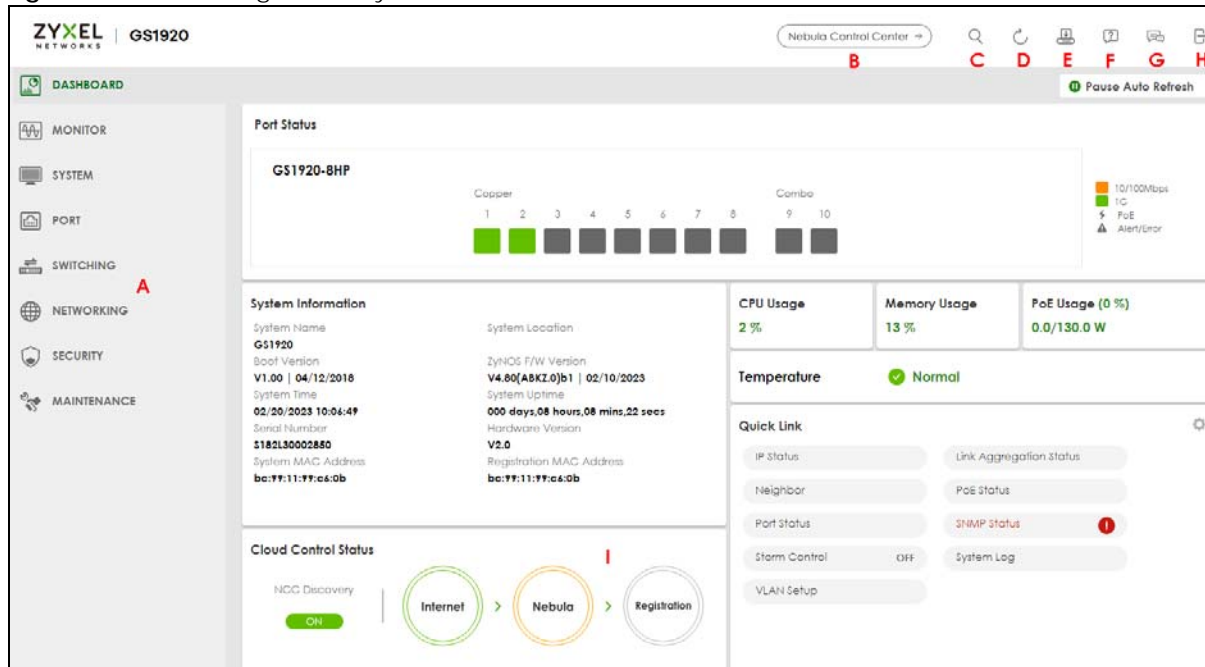 ZYXEL GS1920
NETWORKS
Nebula Control Center →
B C D E F G H
DASHBOARD
Pause Auto Refresh
MONITOR
SYSTEM
PORT
SWITCHING
A
NETWORKING
SECURITY
MAINTENANCE
Port Status
GS1920-8HP
Copper Combo
1 2 3 4 5 6 7 8 9 10
10/100Mbps
1G
PoE
Alert/Error
System Information
System Name System Location
GS1920
Boot Version ZyNOS F/W Version
V1.00 | 04/12/2018 V4.80(ABKZ.0)b1 | 02/10/2023
System Time System Uptime
02/20/2023 10:06:49 000 days,08 hours,08 mins,22 secs
Serial Number Hardware Version
S182L30002850 V2.0
System MAC Address Registration MAC Address
bc:99:11:99:c6:0b bc:99:11:99:c6:0b
CPU Usage Memory Usage PoE Usage (0 %)
2 % 13 % 0.0/130.0 W
Temperature Normal
Quick Link
IP Status Link Aggregation Status
Neighbor PoE Status
Port Status SNMP Status
Storm Control OFF System Log
VLAN Setup
Cloud Control Status I
NCC Discovery
ON
Internet > Nebula > Registration